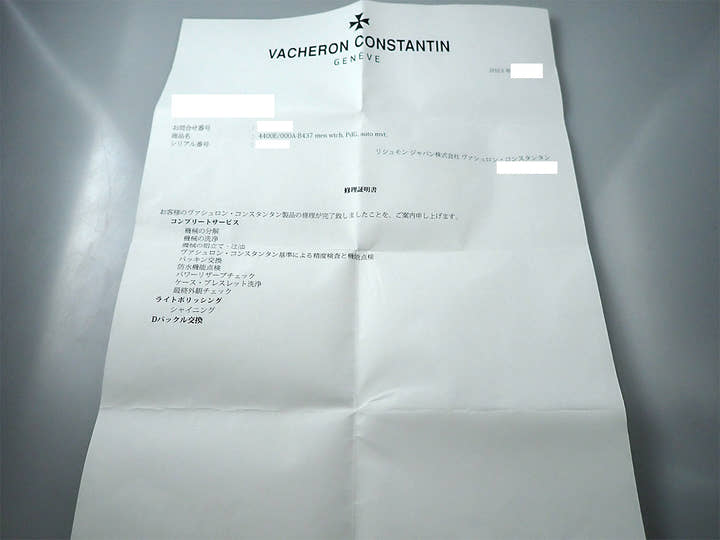 VACHERON CONSTANTIN
GENÈVE
お問合せ番号 :
商品名 : 4400E/000A-B437 men wtch, PdG, auto mvt.
シリアル番号 :
リシュモン ジャパン株式会社 ヴァシュロン・コンスタンタン
修理証明書
お客様のヴァシュロン・コンスタンタン製品の修理が完了致しましたことを、ご案内申し上げます。
コンプリートサービス
機械の分解
機械の洗浄
機械の組立て・注油
ヴァシュロン・コンスタンタン基準による精度検査と機能点検
パッキン交換
防水機能点検
パワーリザーブチェック
ケース・ブレスレット洗浄
最終外観チェック
ライトポリッシング
シャイニング
Dバックル交換